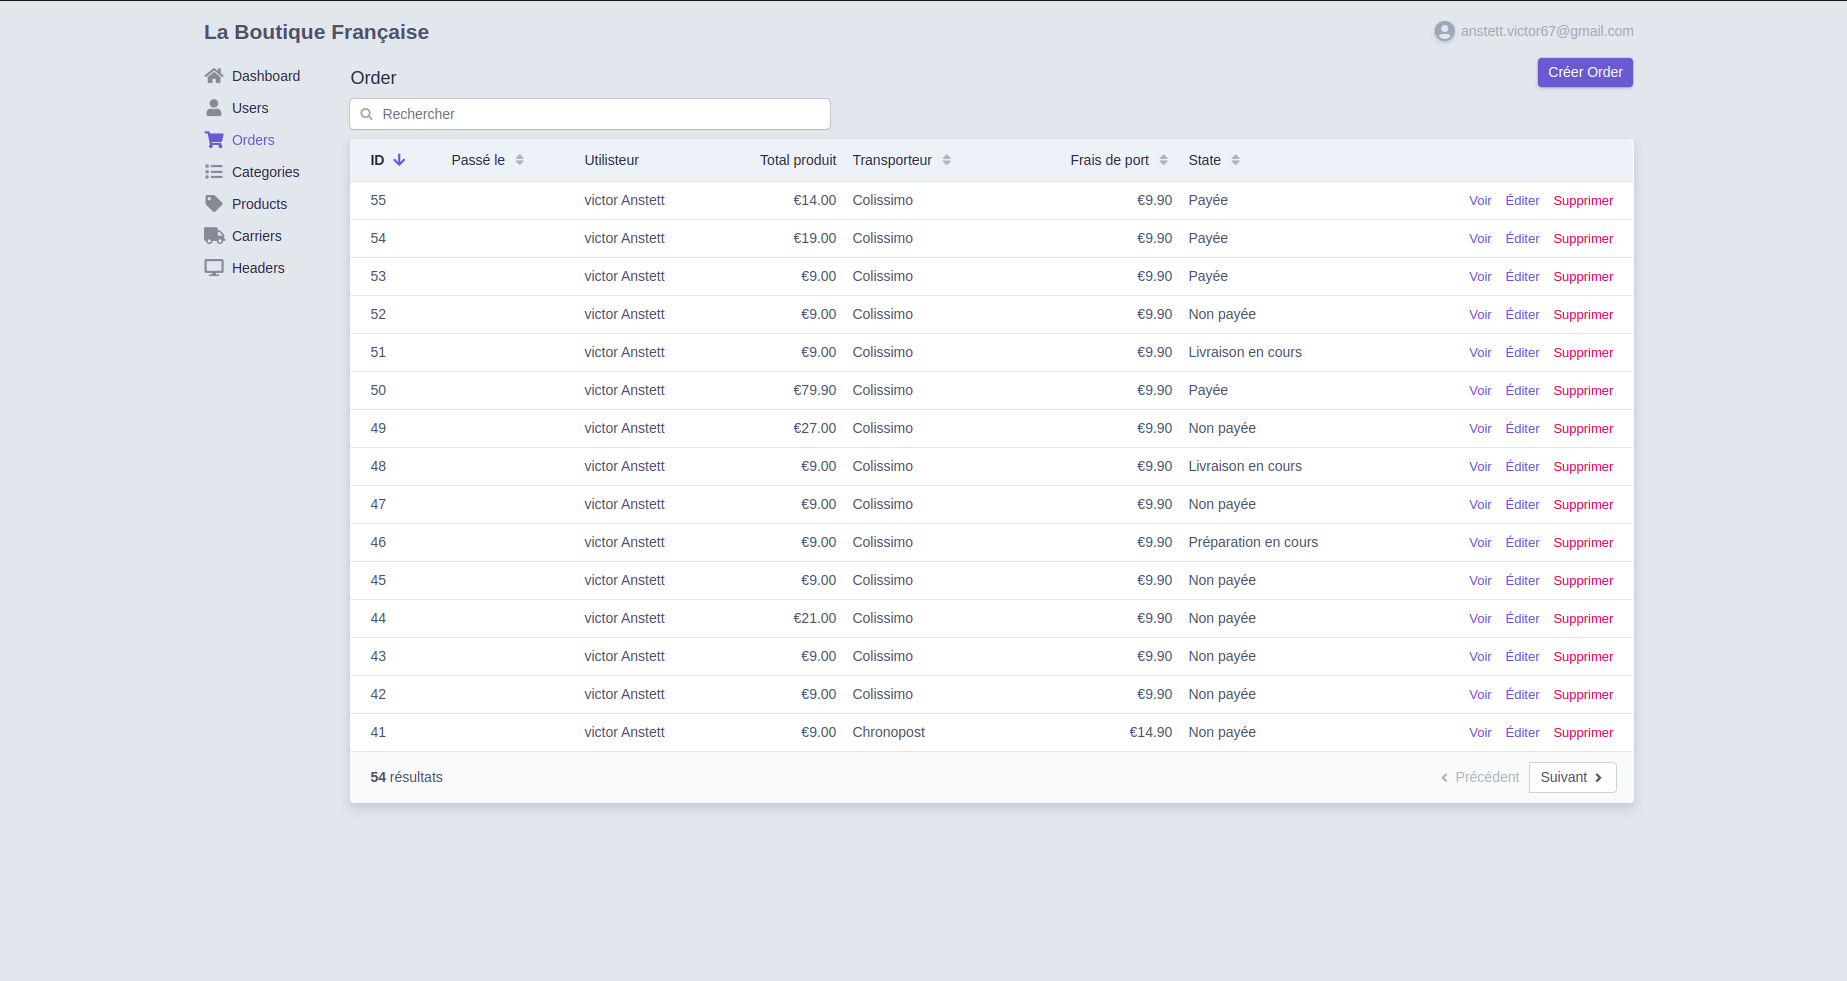 La Boutique Française
anstett.victor67@gmail.com
Dashboard
Users
Orders
Categories
Products
Carriers
Headers
Order
Créer Order
Rechercher
ID Passé le Utilisteur Total produit Transporteur Frais de port State
55 victor Anstett €14.00 Colissimo €9.90 Payée Voir Éditer Supprimer
54 victor Anstett €19.00 Colissimo €9.90 Payée Voir Éditer Supprimer
53 victor Anstett €9.00 Colissimo €9.90 Payée Voir Éditer Supprimer
52 victor Anstett €9.00 Colissimo €9.90 Non payée Voir Éditer Supprimer
51 victor Anstett €9.00 Colissimo €9.90 Livraison en cours Voir Éditer Supprimer
50 victor Anstett €79.90 Colissimo €9.90 Payée Voir Éditer Supprimer
49 victor Anstett €27.00 Colissimo €9.90 Non payée Voir Éditer Supprimer
48 victor Anstett €9.00 Colissimo €9.90 Livraison en cours Voir Éditer Supprimer
47 victor Anstett €9.00 Colissimo €9.90 Non payée Voir Éditer Supprimer
46 victor Anstett €9.00 Colissimo €9.90 Préparation en cours Voir Éditer Supprimer
45 victor Anstett €9.00 Colissimo €9.90 Non payée Voir Éditer Supprimer
44 victor Anstett €21.00 Colissimo €9.90 Non payée Voir Éditer Supprimer
43 victor Anstett €9.00 Colissimo €9.90 Non payée Voir Éditer Supprimer
42 victor Anstett €9.00 Colissimo €9.90 Non payée Voir Éditer Supprimer
41 victor Anstett €9.00 Chronopost €14.90 Non payée Voir Éditer Supprimer
54 résultats Précédent Suivant